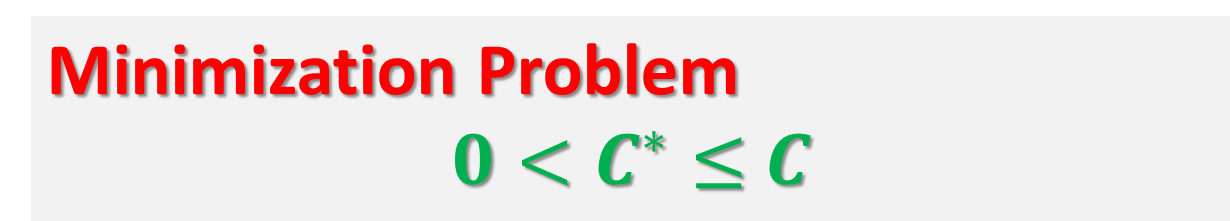 Minimization Problem
0 < C* ≤ C